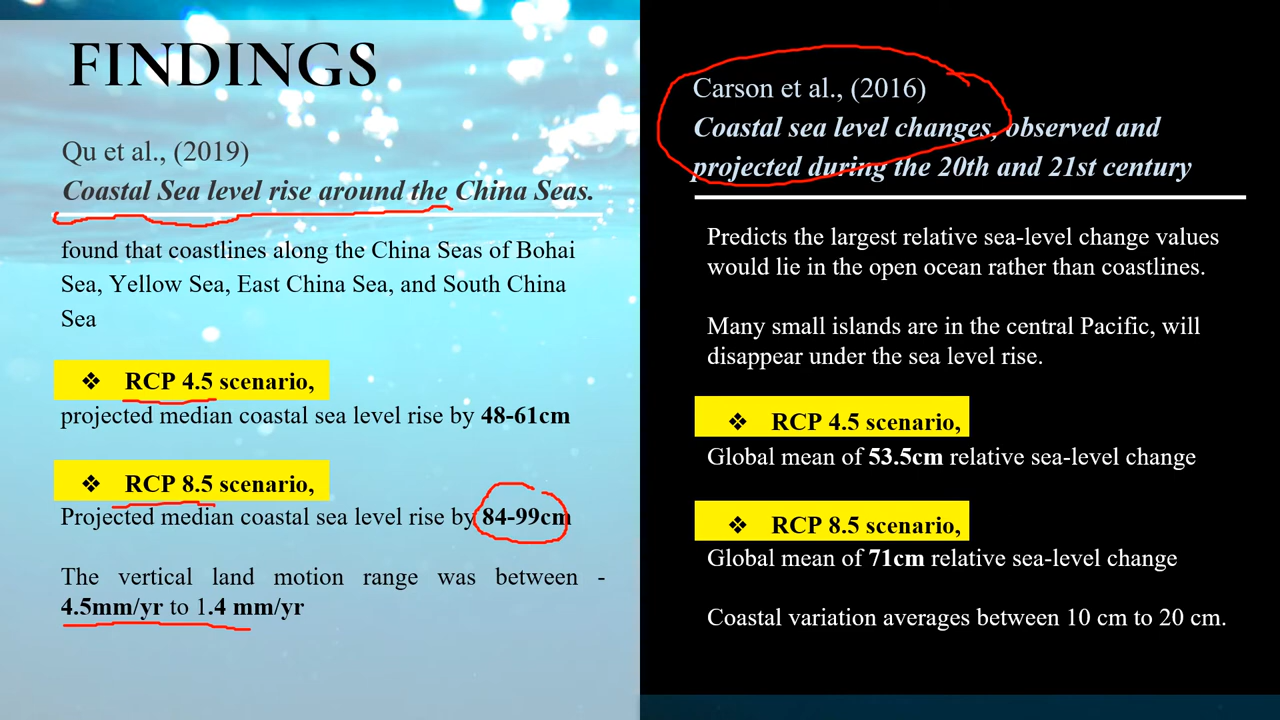 FINDINGS
Qu et al., (2019)
Coastal Sea level rise around the China Seas.
found that coastlines along the China Seas of Bohai
Sea, Yellow Sea, East China Sea, and South China
Sea
❖ RCP 4.5 scenario,
projected median coastal sea level rise by 48-61cm
❖ RCP 8.5 scenario,
Projected median coastal sea level rise by 84-99cm
The vertical land motion range was between -
4.5mm/yr to 1.4 mm/yr
Carson et al., (2016)
Coastal sea level changes, observed and
projected during the 20th and 21st century
Predicts the largest relative sea-level change values
would lie in the open ocean rather than coastlines.
Many small islands are in the central Pacific, will
disappear under the sea level rise.
❖ RCP 4.5 scenario,
Global mean of 53.5cm relative sea-level change
❖ RCP 8.5 scenario,
Global mean of 71cm relative sea-level change
Coastal variation averages between 10 cm to 20 cm.